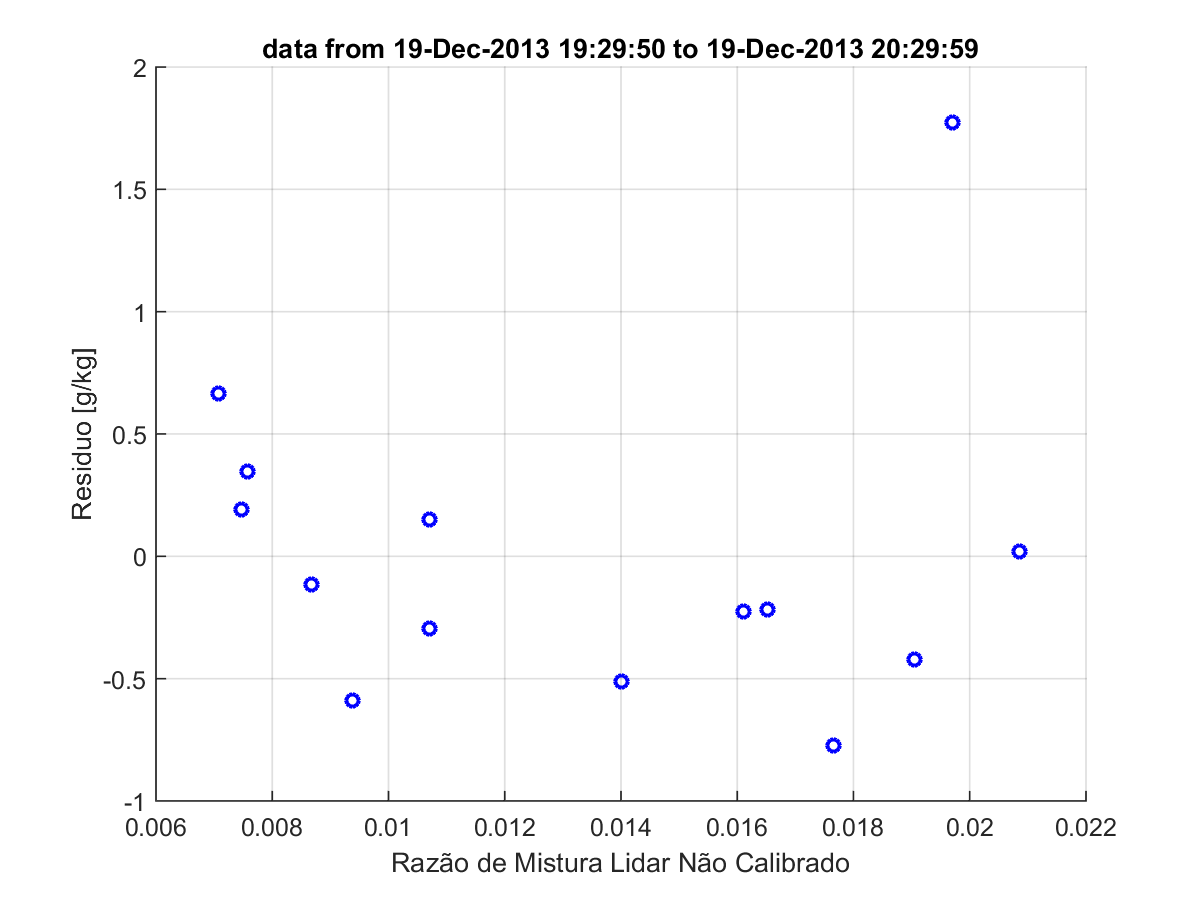 data from 19-Dec-2013 19:29:50 to 19-Dec-2013 20:29:59
2
1.5
1
0.5
0
-0.5
-1
Residuo [g/kg]
0.006 0.008 0.01 0.012 0.014 0.016 0.018 0.02 0.022
Razão de Mistura Lidar Não Calibrado